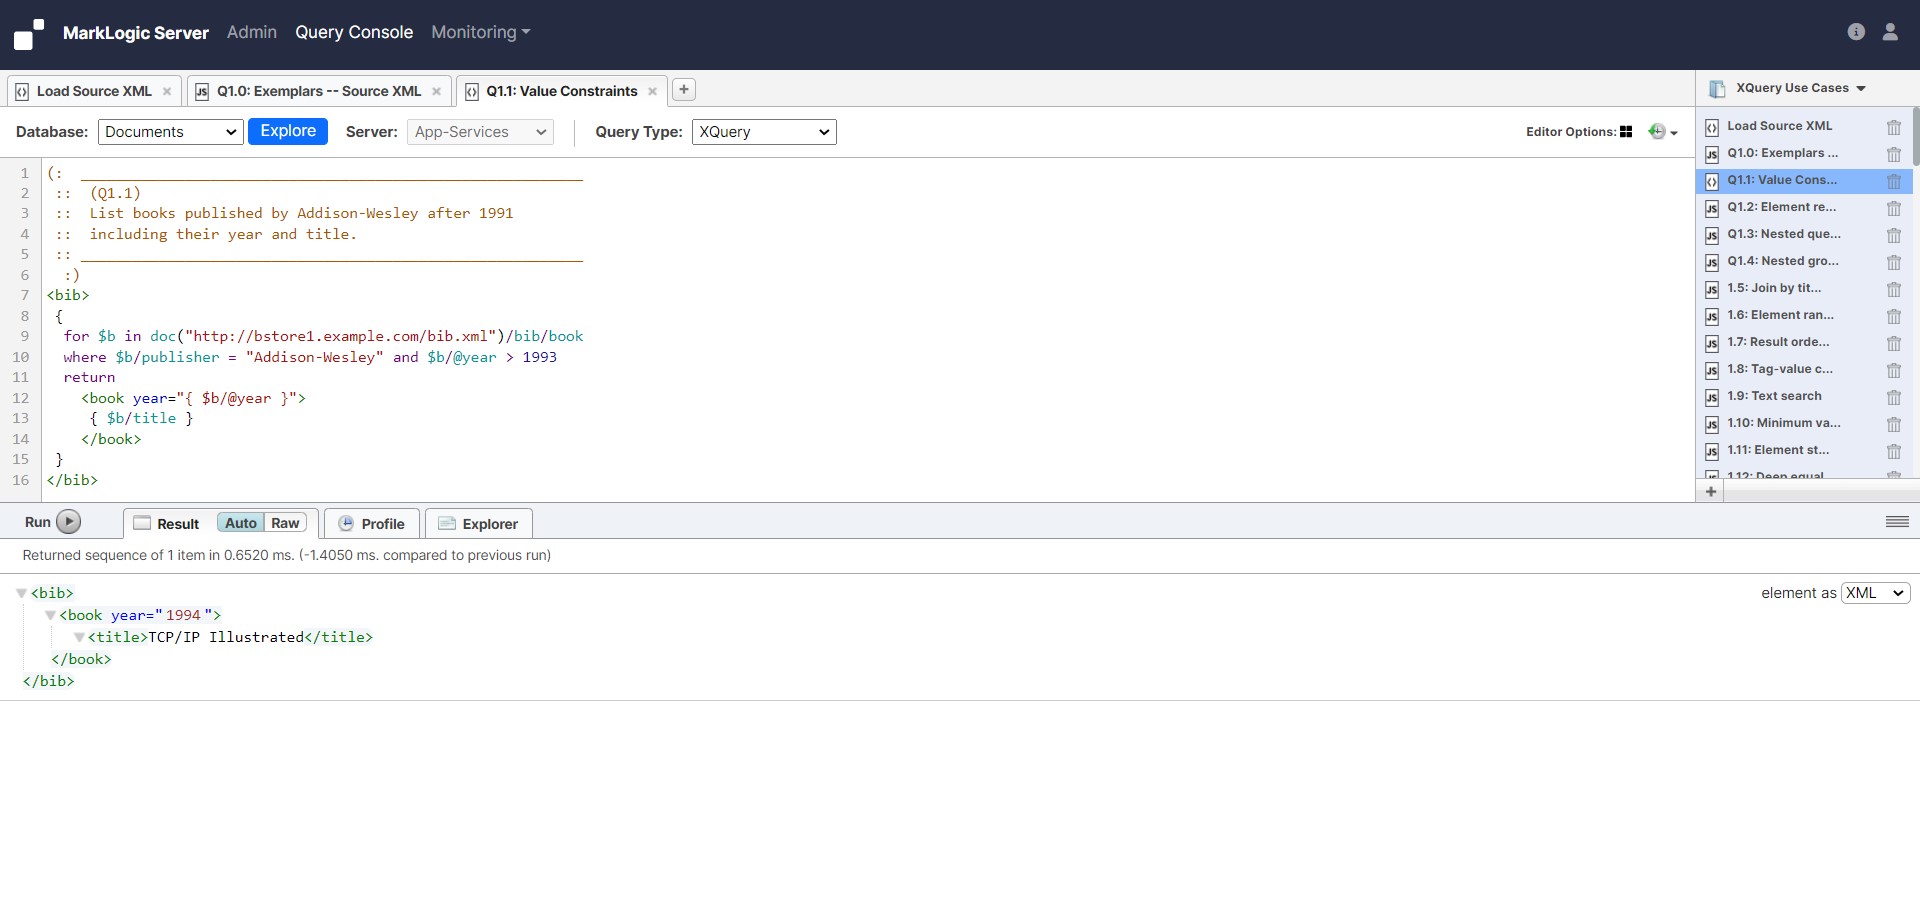 MarkLogic Server Admin Query Console Monitoring
Load Source XML × Q1.0: Exemplars -- Source XML × Q1.1: Value Constraints × +
XQuery Use Cases
Database: Documents Explore Server: App-Services Query Type: XQuery Editor Options:
Load Source XML
Q1.0: Exemplars ...
Q1.1: Value Cons...
Q1.2: Element re...
Q1.3: Nested que...
Q1.4: Nested gro...
1.5: Join by tit...
1.6: Element ran...
1.7: Result orde...
1.8: Tag-value c...
1.9: Text search
1.10: Minimum va...
1.11: Element st...
1.12: Deep equal
+
1 (: ___________________________________________________________
2 :: (Q1.1)
3 :: List books published by Addison-Wesley after 1991
4 :: including their year and title.
5 :: ___________________________________________________________
6 :)
7 <bib>
8 {
9 for $b in doc("http://bstore1.example.com/bib.xml")/bib/book
10 where $b/publisher = "Addison-Wesley" and $b/@year > 1993
11 return
12 <book year="{ $b/@year }">
13 { $b/title }
14 </book>
15 }
16 </bib>
Run Result Auto Raw Profile Explorer
Returned sequence of 1 item in 0.6520 ms. (-1.4050 ms. compared to previous run)
element as XML
<bib>
<book year="1994">
<title>TCP/IP Illustrated</title>
</book>
</bib>